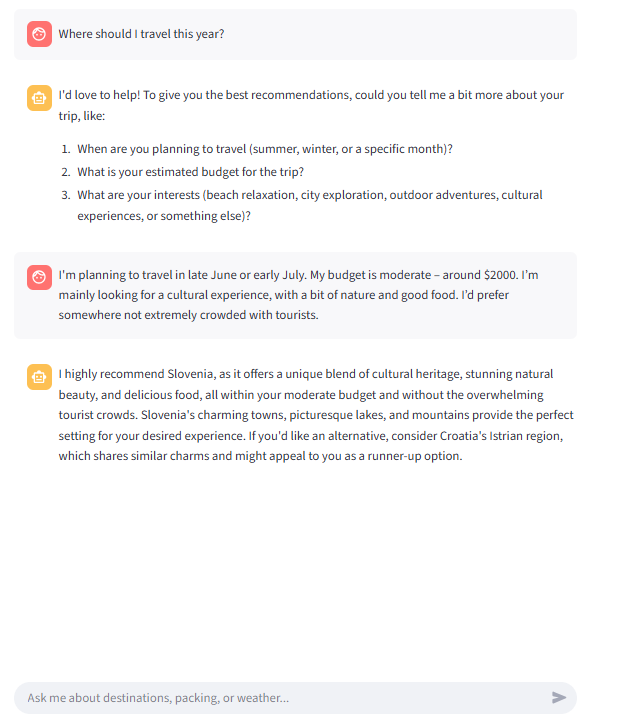 Where should I travel this year?
I'd love to help! To give you the best recommendations, could you tell me a bit more about your
trip, like:
1. When are you planning to travel (summer, winter, or a specific month)?
2. What is your estimated budget for the trip?
3. What are your interests (beach relaxation, city exploration, outdoor adventures, cultural
experiences, or something else)?
I'm planning to travel in late June or early July. My budget is moderate – around $2000. I'm
mainly looking for a cultural experience, with a bit of nature and good food. I'd prefer
somewhere not extremely crowded with tourists.
I highly recommend Slovenia, as it offers a unique blend of cultural heritage, stunning natural
beauty, and delicious food, all within your moderate budget and without the overwhelming
tourist crowds. Slovenia's charming towns, picturesque lakes, and mountains provide the perfect
setting for your desired experience. If you'd like an alternative, consider Croatia's Istrian region,
which shares similar charms and might appeal to you as a runner-up option.
Ask me about destinations, packing, or weather...